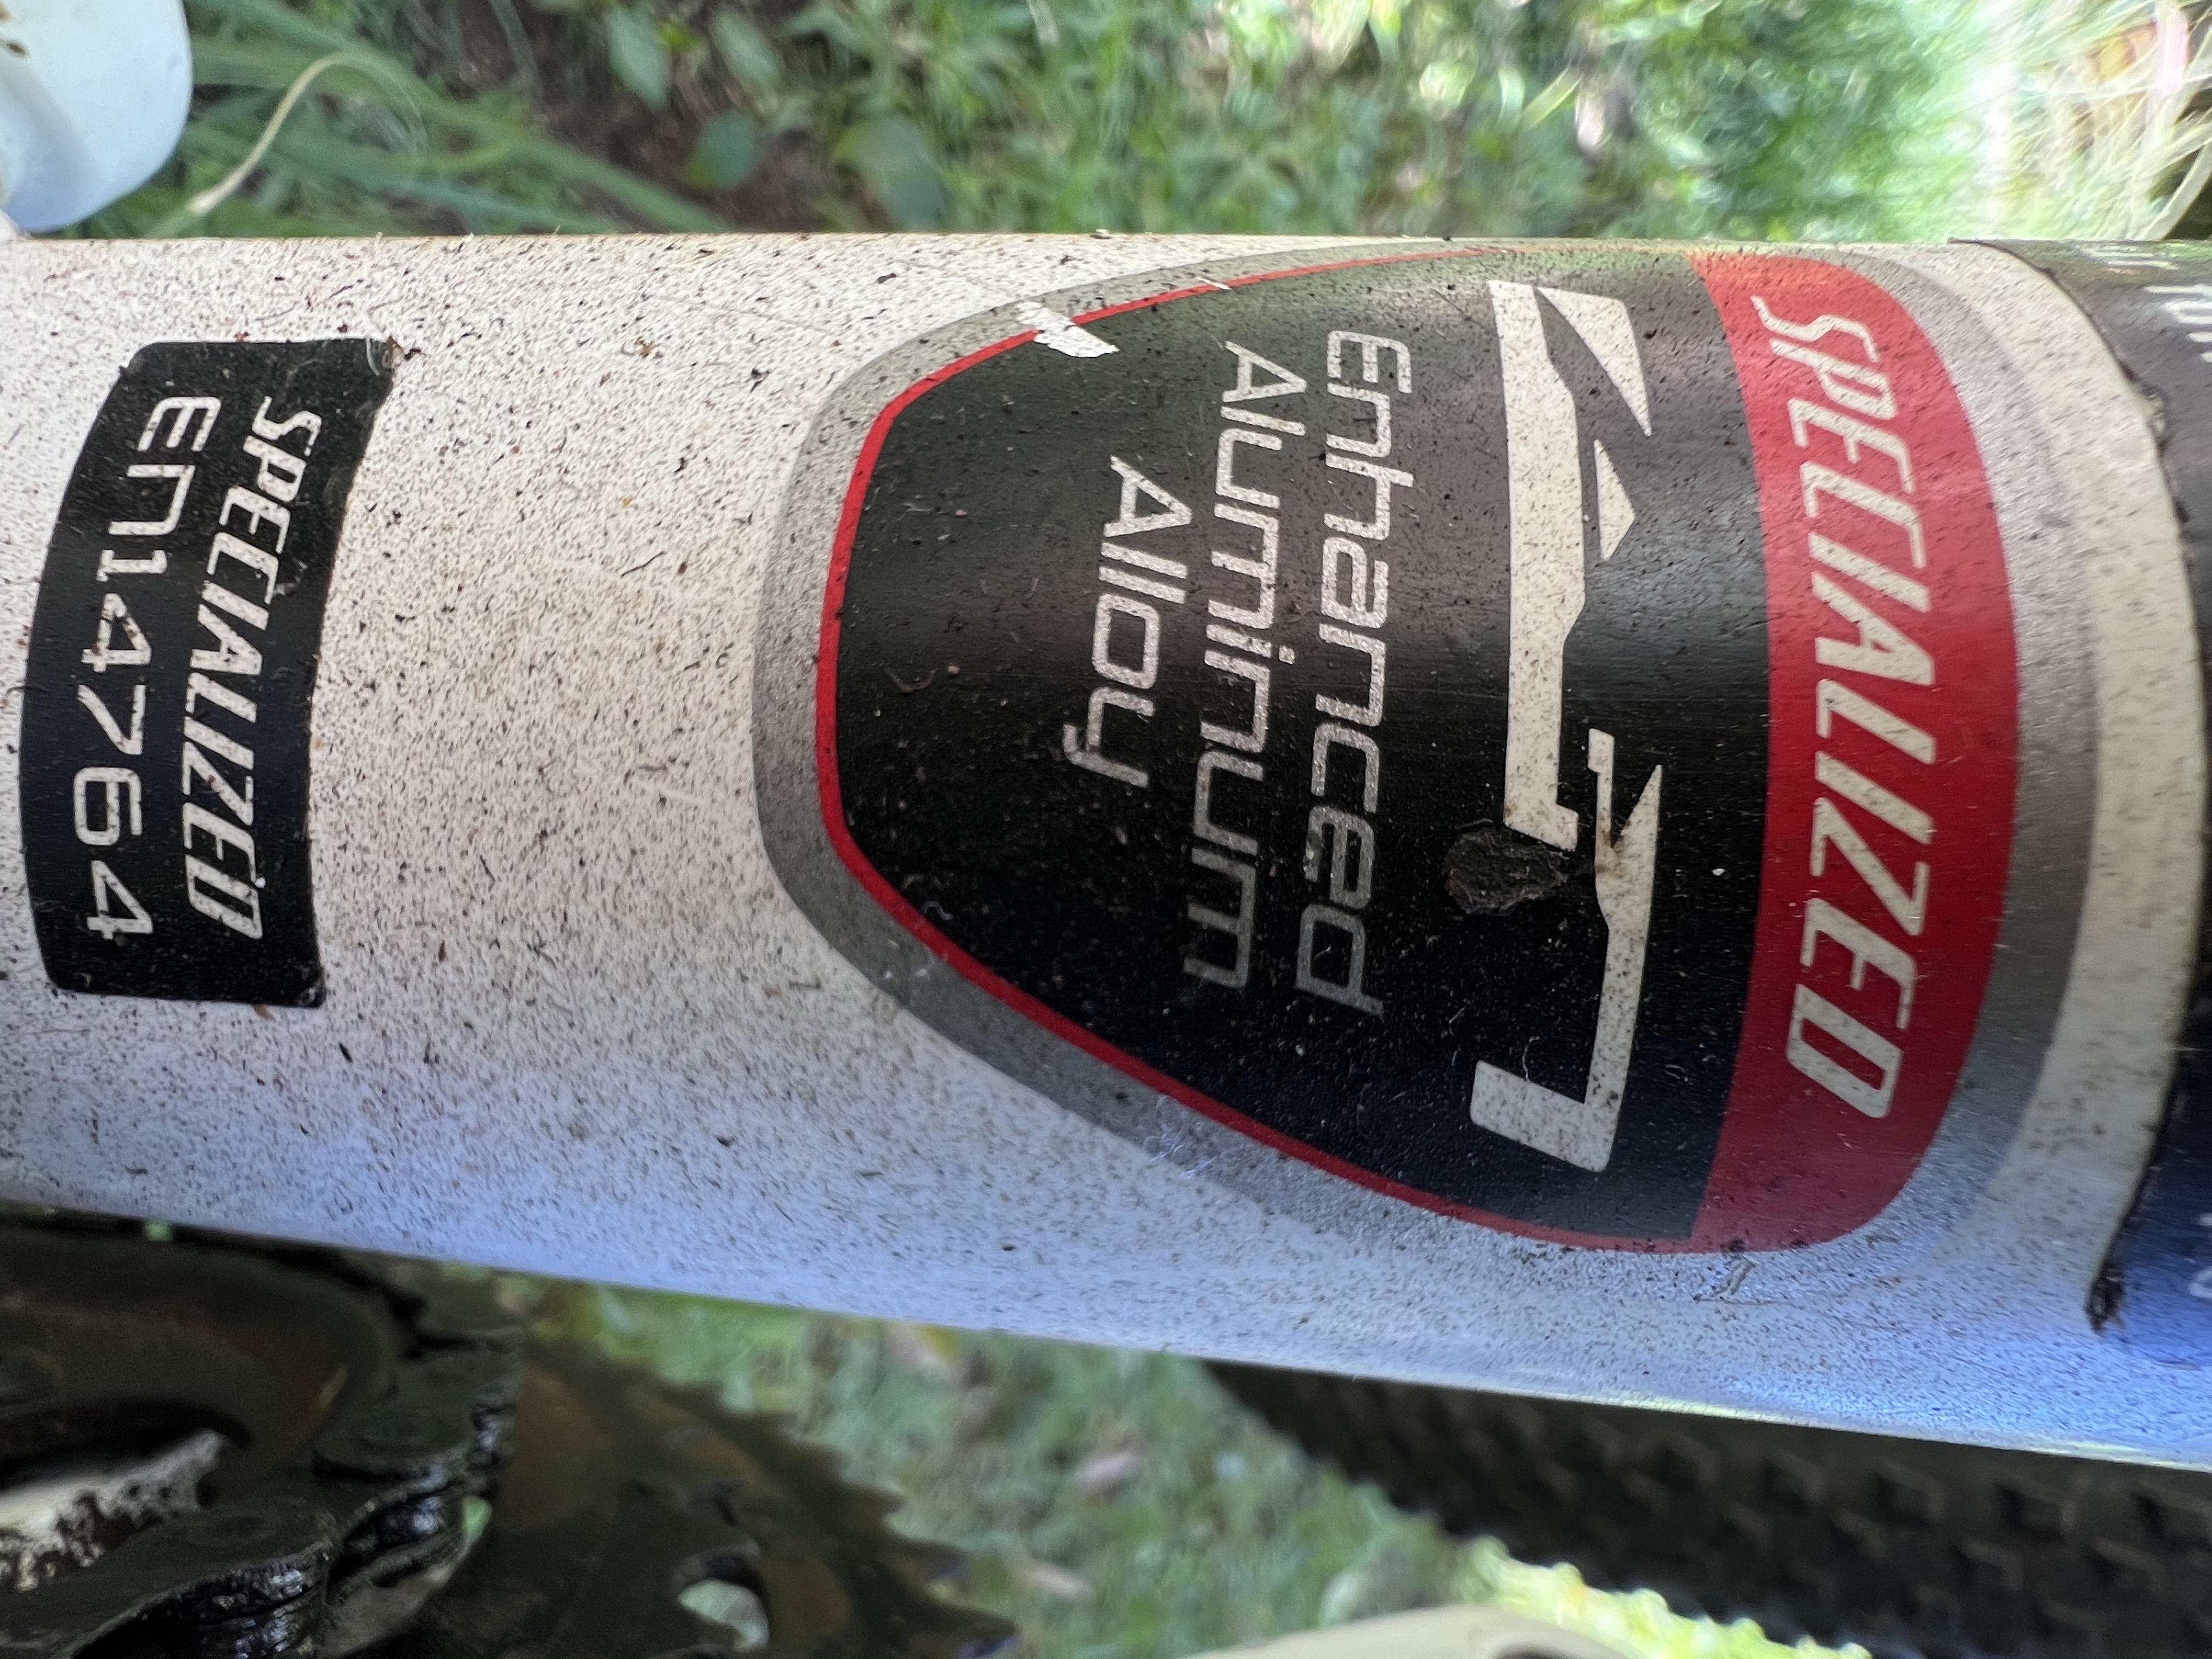 SPECIALIZED
Enhanced
Aluminum
Alloy
SPECIALIZED
EN14764